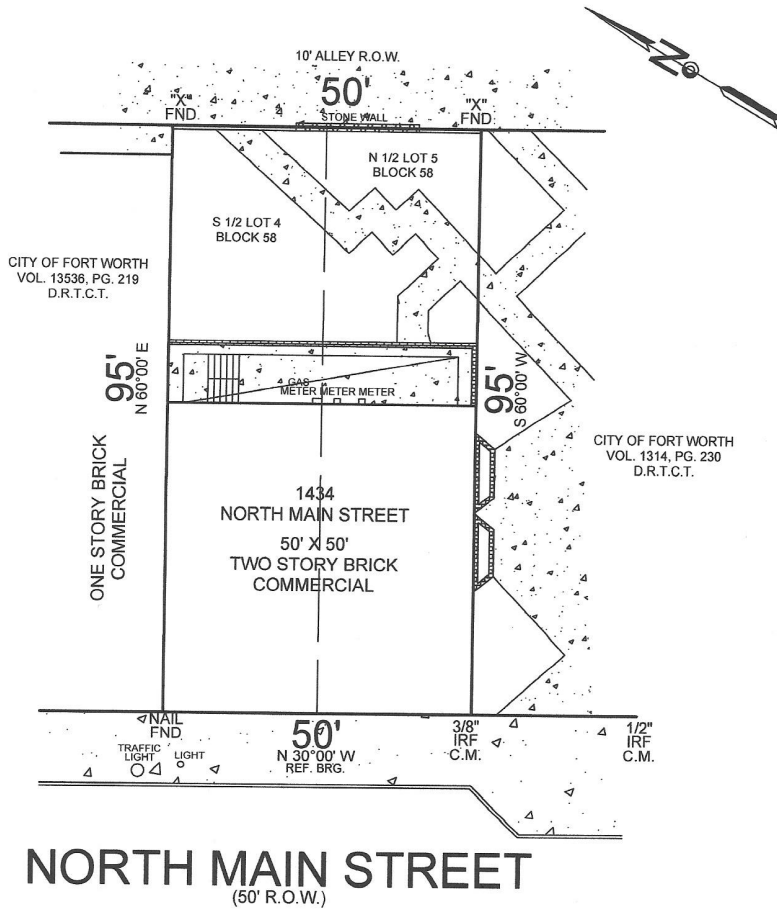 N
10' ALLEY R.O.W.
50'
"X"
FND
STONE WALL
"X"
FND
N 1/2 LOT 5
BLOCK 58
S 1/2 LOT 4
BLOCK 58
CITY OF FORT WORTH
VOL. 13536, PG. 219
D.R.T.C.T.
95'
N 60°00' E
GAS
METER METER METER
95'
S 60°00' W
CITY OF FORT WORTH
VOL. 1314, PG. 230
D.R.T.C.T.
ONE STORY BRICK
COMMERCIAL
1434
NORTH MAIN STREET
50' X 50'
TWO STORY BRICK
COMMERCIAL
NAIL
FND
50'
N 30°00' W
REF. BRG.
3/8"
IRF
C.M.
1/2"
IRF
C.M.
TRAFFIC
LIGHT
LIGHT
NORTH MAIN STREET
(50' R.O.W.)